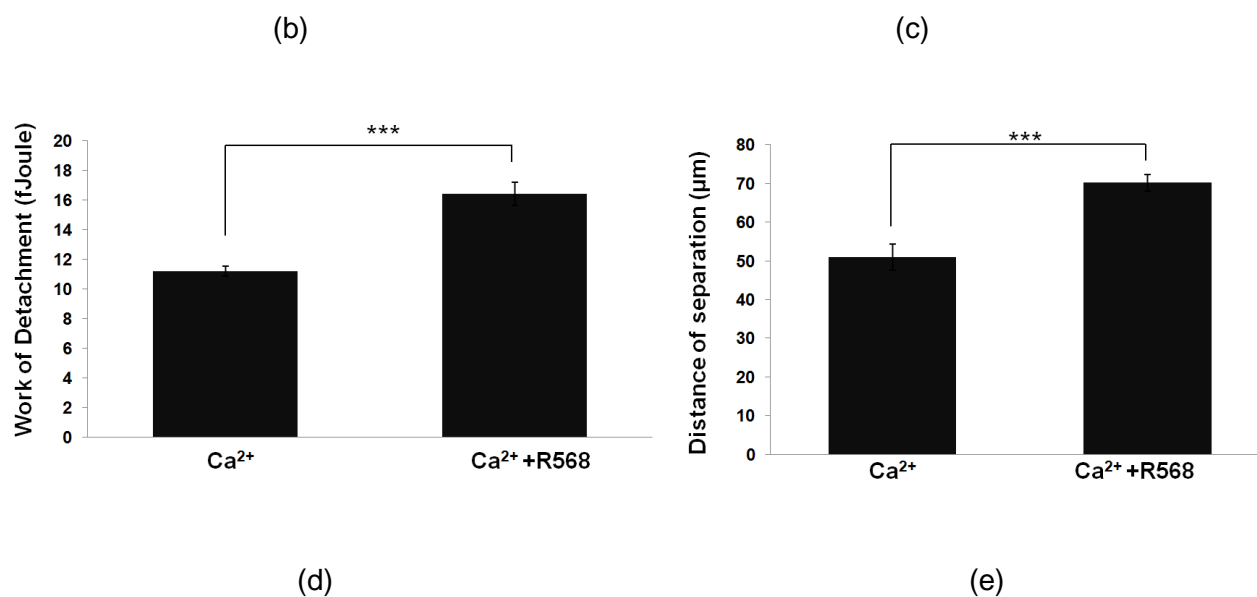 (b)
(c)
Work of Detachment (fJoule)
20
18
16
14
12
10
8
6
4
2
0
***
Ca²⁺
Ca²⁺ +R568
Distance of separation (µm)
80
70
60
50
40
30
20
10
0
***
Ca²⁺
Ca²⁺ +R568
(d)
(e)